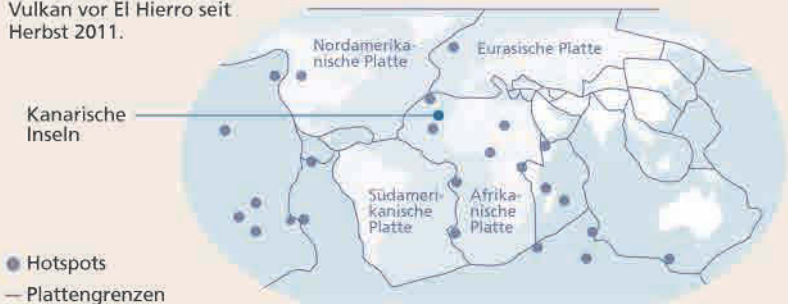 Vulkan vor El Hierro seit
Herbst 2011.
Nordamerika-
nische Platte
Eurasische Platte
Kanarische
Inseln
Südameri-
kanische
Platte
Afrika-
nische
Platte
Hotspots
Plattengrenzen